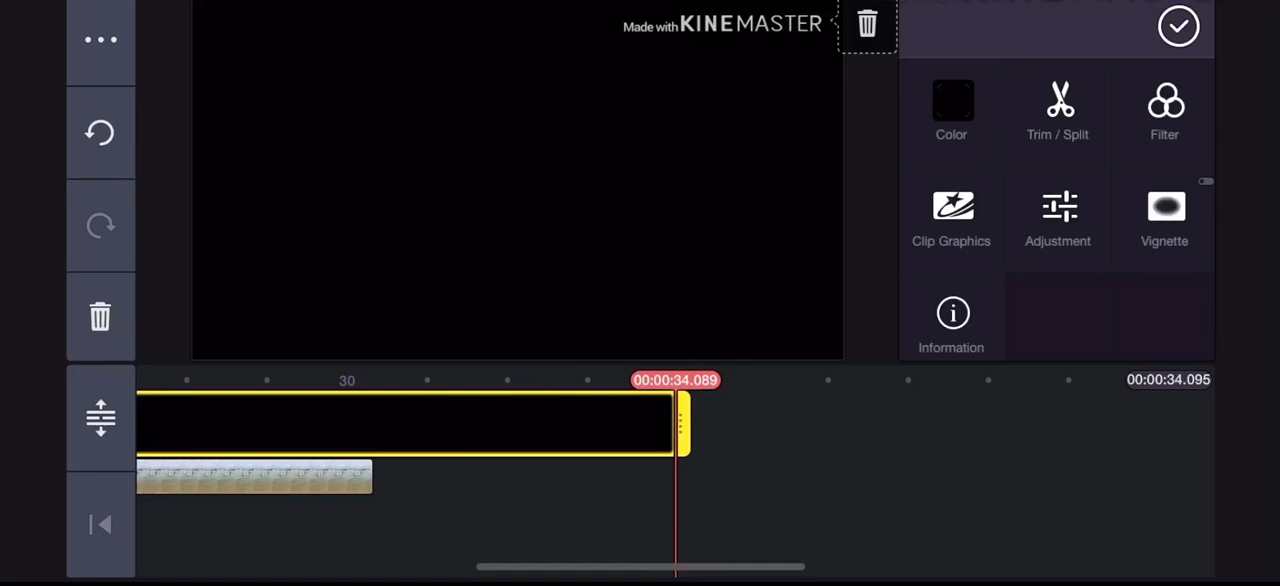 Made with KINEMASTER
Color
Trim / Split
Filter
Clip Graphics
Adjustment
Vignette
Information
30
00:00:34.089
00:00:34.095